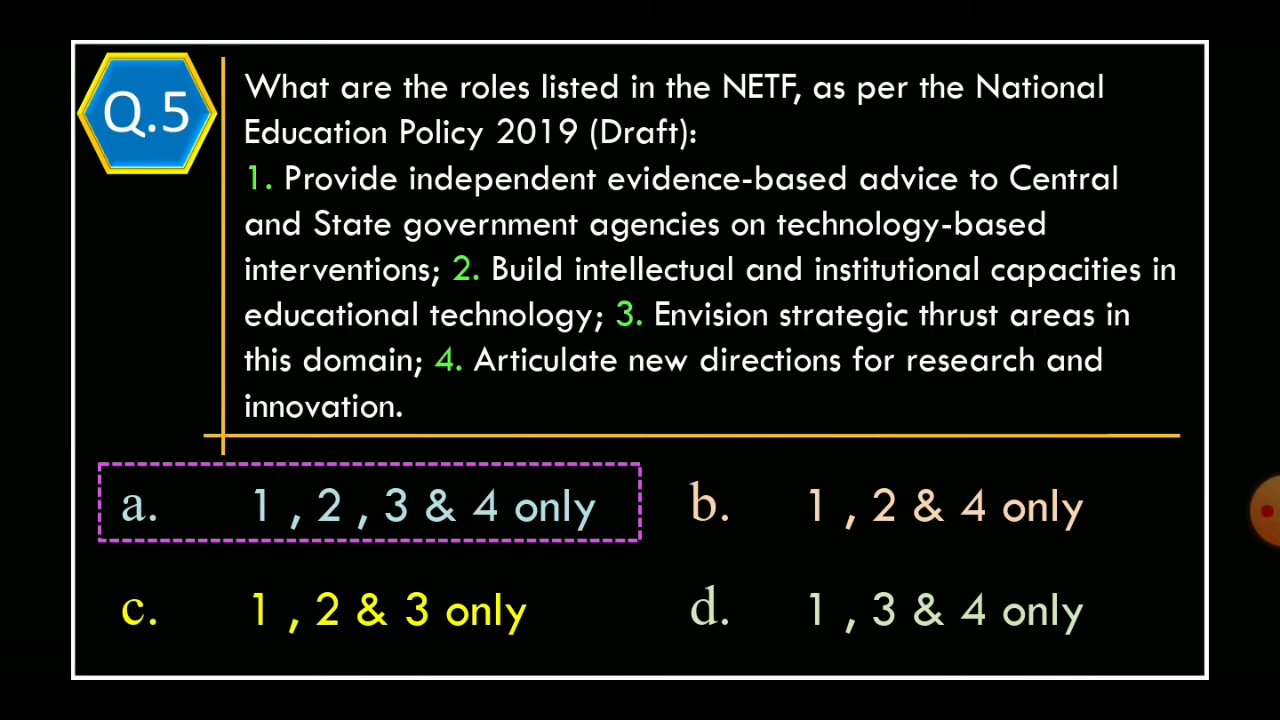 Q.5
What are the roles listed in the NETF, as per the National
Education Policy 2019 (Draft):
1. Provide independent evidence-based advice to Central
and State government agencies on technology-based
interventions; 2. Build intellectual and institutional capacities in
educational technology; 3. Envision strategic thrust areas in
this domain; 4. Articulate new directions for research and
innovation.
a. 1 , 2 , 3 & 4 only
b. 1 , 2 & 4 only
c. 1 , 2 & 3 only
d. 1 , 3 & 4 only